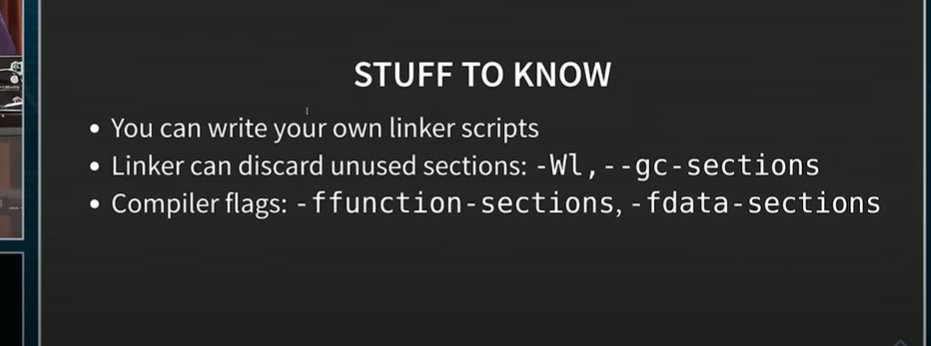 STUFF TO KNOW
• You can write your own linker scripts
• Linker can discard unused sections: -Wl,--gc-sections
• Compiler flags: -ffunction-sections, -fdata-sections